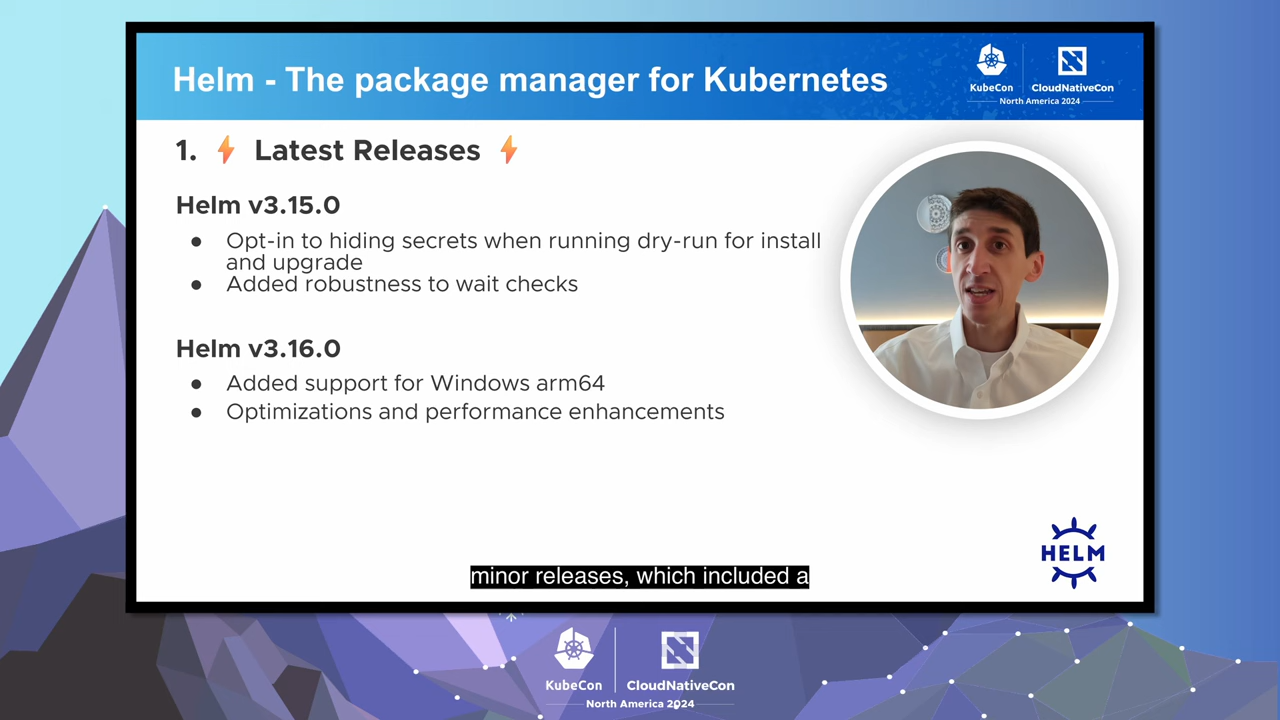 Helm - The package manager for Kubernetes
KubeCon
CloudNativeCon
North America 2024
1. ⚡ Latest Releases ⚡
Helm v3.15.0
● Opt-in to hiding secrets when running dry-run for install
and upgrade
● Added robustness to wait checks
Helm v3.16.0
● Added support for Windows arm64
● Optimizations and performance enhancements
HELM
minor releases, which included a
KubeCon
CloudNativeCon
North America 2024